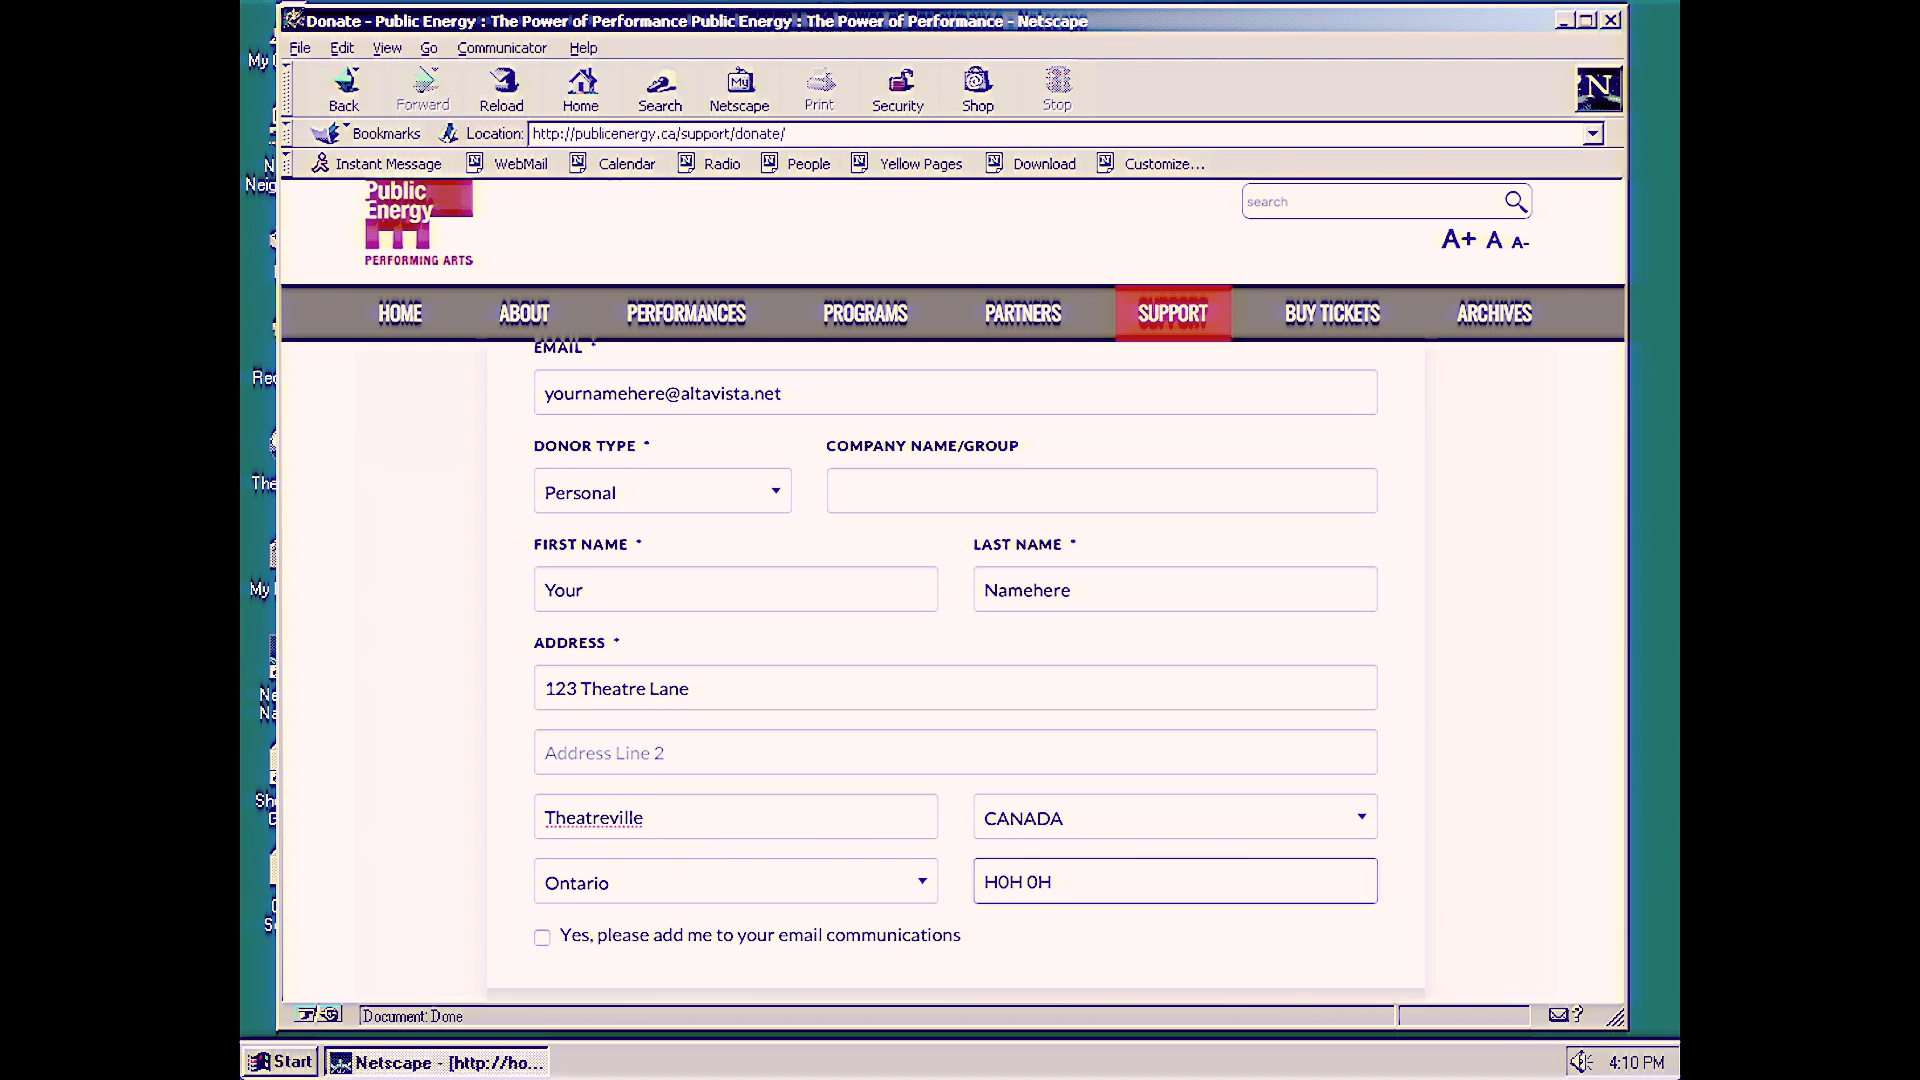 Donate - Public Energy : The Power of Performance Public Energy : The Power of Performance - Netscape
File Edit View Go Communicator Help
Back Forward Reload Home Search Netscape Print Security Shop Stop
My
Bookmarks Location: http://publicenergy.ca/support/donate/
Instant Message WebMail Calendar Radio People Yellow Pages Download Customize...
Public
Energy
PERFORMING ARTS
search
A+ A A-
HOME ABOUT PERFORMANCES PROGRAMS PARTNERS SUPPORT BUY TICKETS ARCHIVES
EMAIL *
yournamehere@altavista.net
DONOR TYPE * COMPANY NAME/GROUP
Personal
FIRST NAME * LAST NAME *
Your Namehere
ADDRESS *
123 Theatre Lane
Address Line 2
Theatreville CANADA
Ontario H0H 0H
Yes, please add me to your email communications
Document: Done
Start Netscape - [http://ho... 4:10 PM